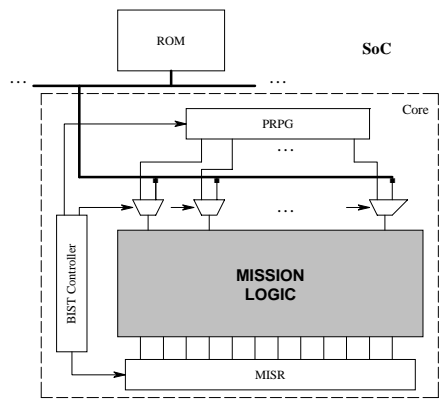 ROM
SoC
... ...
Core
PRPG
...
...
BIST Controller
MISSION
LOGIC
MISR